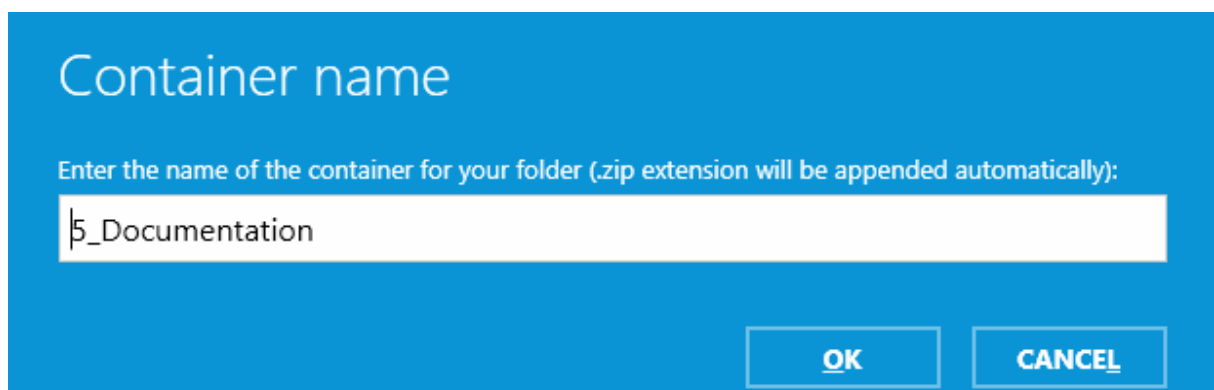 Container name
Enter the name of the container for your folder (.zip extension will be appended automatically):
5_Documentation
OK
CANCEL